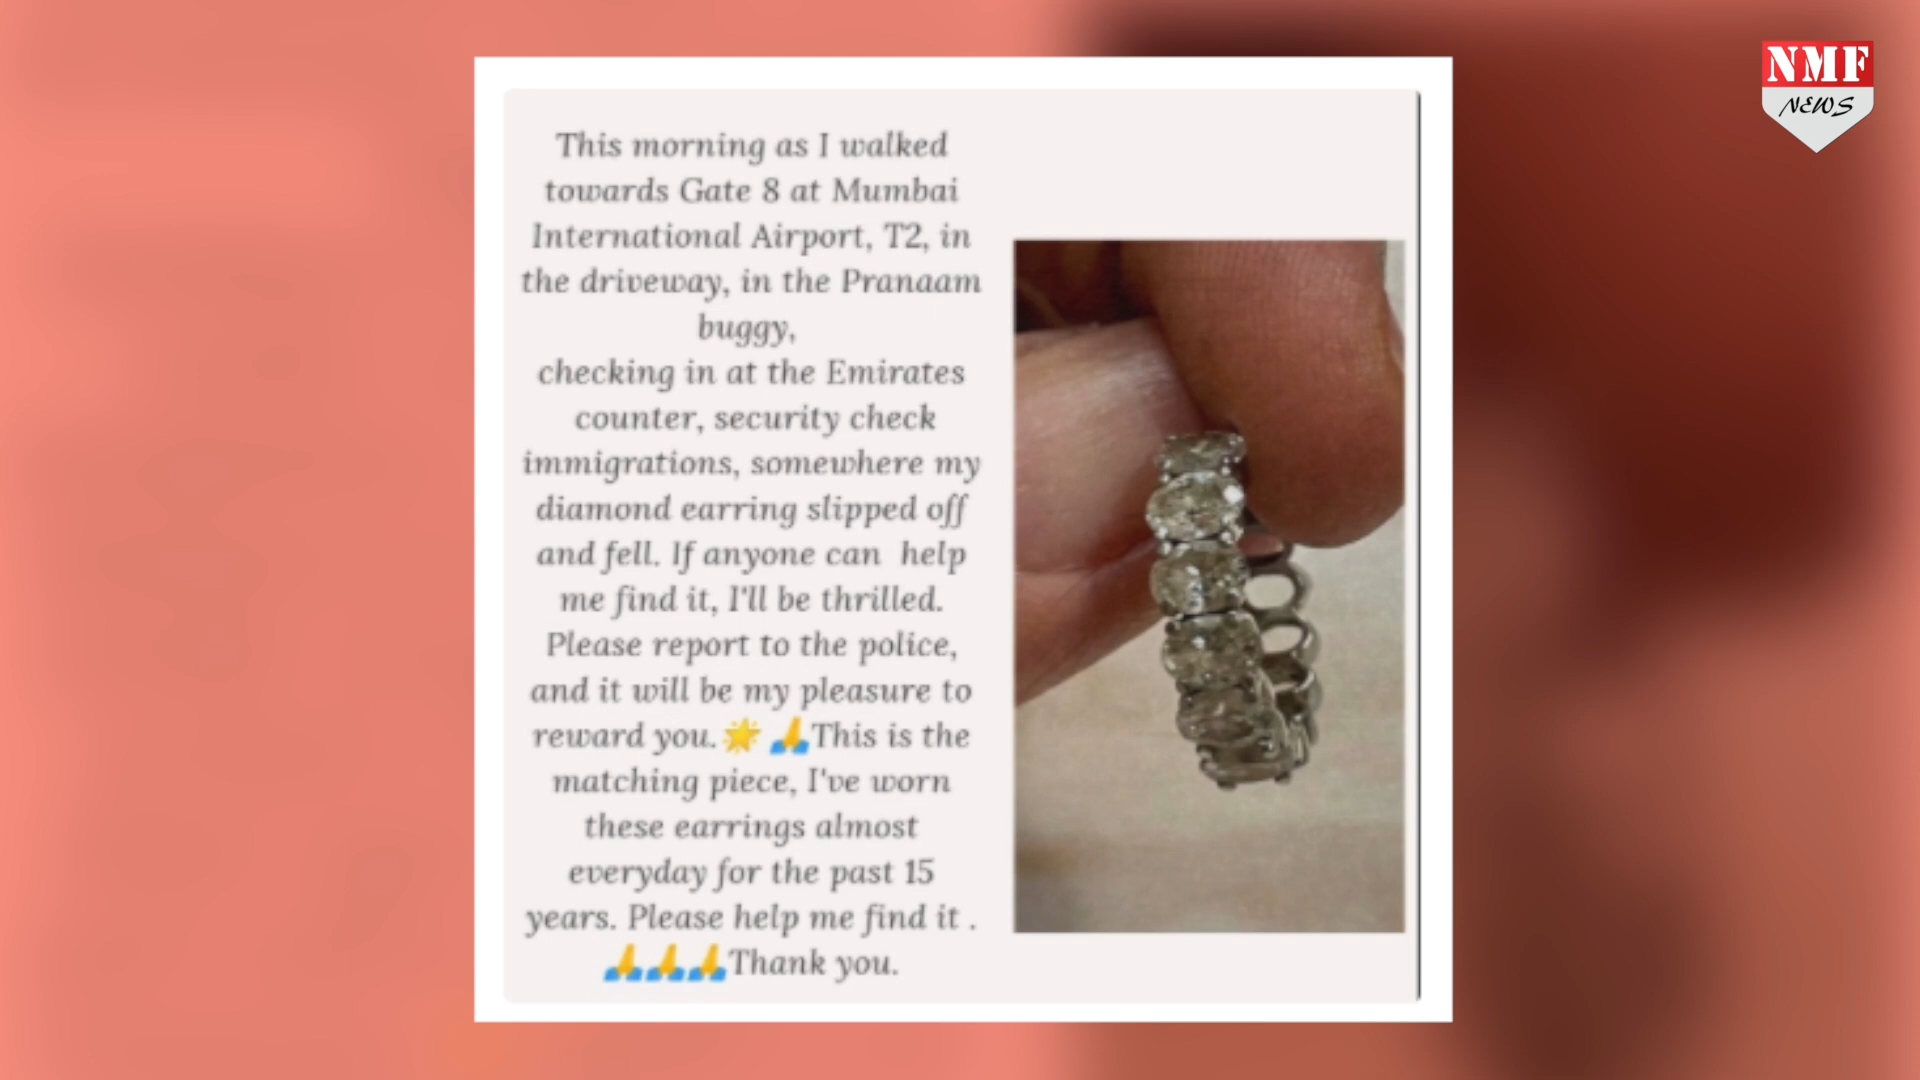 This morning as I walked
towards Gate 8 at Mumbai
International Airport, T2, in
the driveway, in the Pranaam
buggy,
checking in at the Emirates
counter, security check
immigrations, somewhere my
diamond earring slipped off
and fell. If anyone can  help
me find it, I'll be thrilled.
Please report to the police,
and it will be my pleasure to
reward you.🌟 🙏This is the
matching piece, I've worn
these earrings almost
everyday for the past 15
years. Please help me find it .
🙏🙏🙏Thank you.
NMF
NEWS